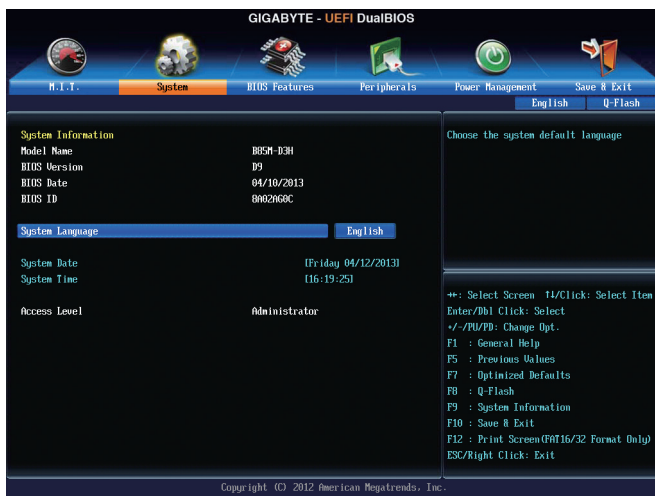 GIGABYTE - UEFI DualBIOS
M.I.T.
System
BIOS Features
Peripherals
Power Management
Save & Exit
English
Q-Flash
System Information
Model Name B85M-D3H
BIOS Version D9
BIOS Date 04/10/2013
BIOS ID 8A02AG0C
System Language English
System Date [Friday 04/12/2013]
System Time [16:19:25]
Access Level Administrator
Choose the system default language
→←: Select Screen ↑↓/Click: Select Item
Enter/Dbl Click: Select
+/-/PU/PD: Change Opt.
F1 : General Help
F5 : Previous Values
F7 : Optimized Defaults
F8 : Q-Flash
F9 : System Information
F10 : Save & Exit
F12 : Print Screen(FAT16/32 Format Only)
ESC/Right Click: Exit
Copyright (C) 2012 American Megatrends, Inc.